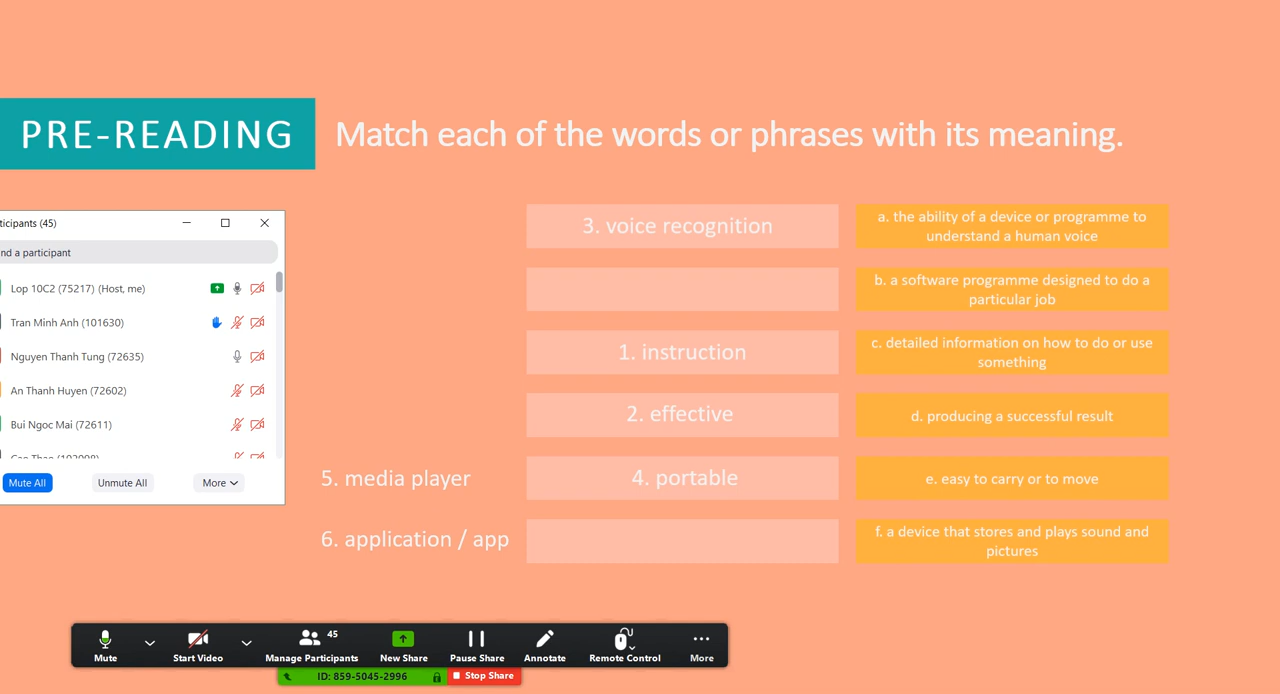 PRE-READING
Match each of the words or phrases with its meaning.
ticipants (45)
nd a participant
Lop 10C2 (75217) (Host, me)
Tran Minh Anh (101630)
Nguyen Thanh Tung (72635)
An Thanh Huyen (72602)
Bui Ngoc Mai (72611)
Mute All
Unmute All
More
3. voice recognition
a. the ability of a device or programme to
understand a human voice
b. a software programme designed to do a
particular job
1. instruction
c. detailed information on how to do or use
something
2. effective
d. producing a successful result
5. media player
4. portable
e. easy to carry or to move
6. application / app
f. a device that stores and plays sound and
pictures
Mute
Start Video
45
Manage Participants
New Share
Pause Share
Annotate
Remote Control
More
ID: 859-5045-2996
Stop Share